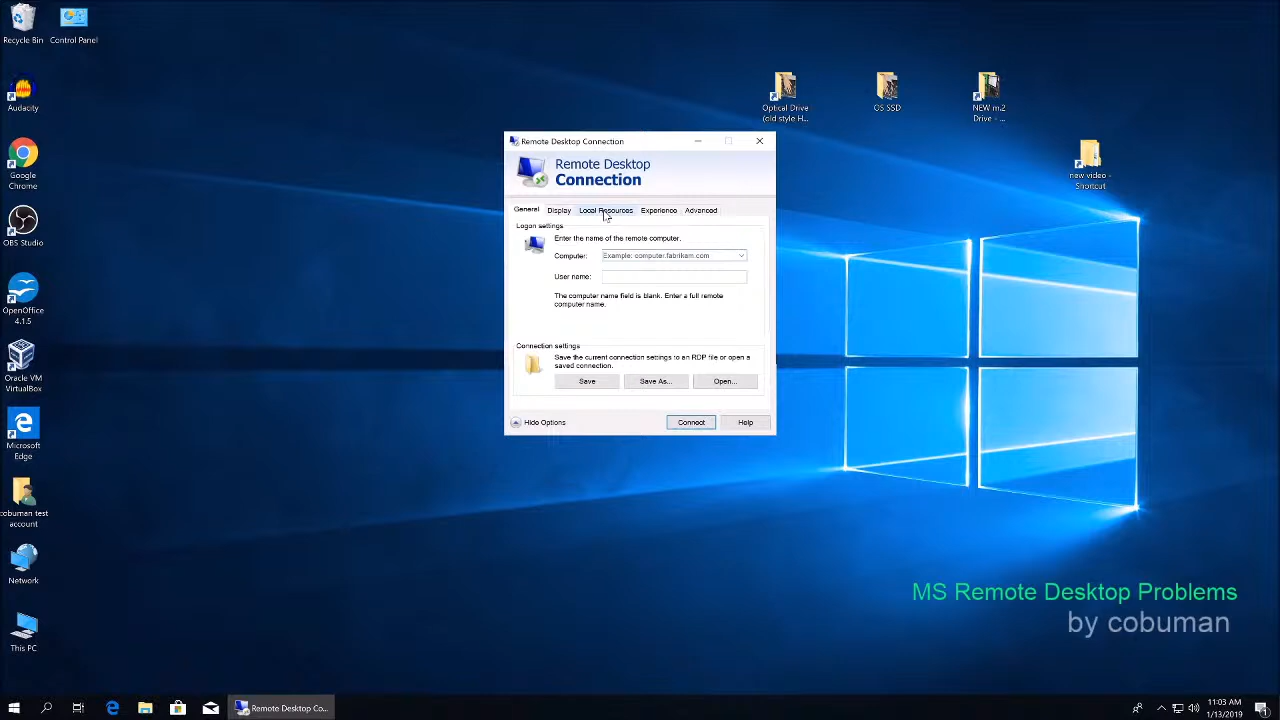 Recycle Bin
Control Panel
Audacity
Google
Chrome
OBS Studio
OpenOffice
4.1.5
Oracle VM
VirtualBox
Microsoft
Edge
cobuman test
account
Network
This PC
Optical Drive
(old style H...
OS SSD
NEW m.2
Drive - ...
new video -
Shortcut
Remote Desktop Connection
Remote Desktop
Connection
General Display Local Resources Experience Advanced
Logon settings
Enter the name of the remote computer.
Computer: Example: computer.fabrikam.com
User name:
The computer name field is blank. Enter a full remote
computer name.
Connection settings
Save the current connection settings to an RDP file or open a
saved connection.
Save Save As... Open...
Hide Options Connect Help
MS Remote Desktop Problems
by cobuman
Remote Desktop Co...
11:03 AM
1/13/2019
1